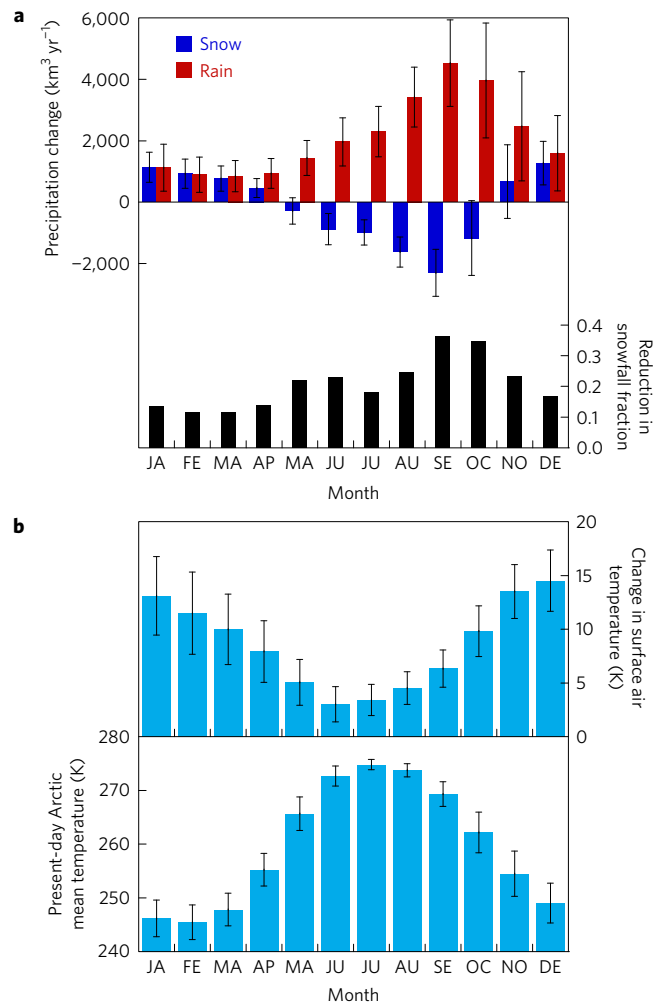 a
6,000
4,000
2,000
0
−2,000
Precipitation change (km³ yr⁻¹)
Snow
Rain
0.4
0.3
0.2
0.1
0.0
Reduction in
snowfall fraction
JA FE MA AP MA JU JU AU SE OC NO DE
Month
b
20
15
10
5
0
Change in surface air
temperature (K)
280
270
260
250
240
Present-day Arctic
mean temperature (K)
JA FE MA AP MA JU JU AU SE OC NO DE
Month